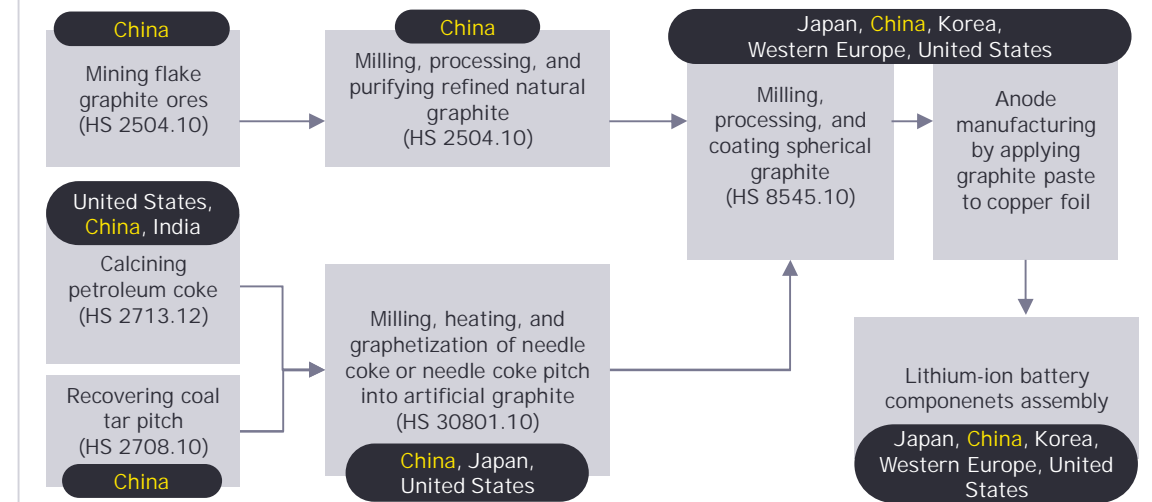 China
Mining flake
graphite ores
(HS 2504.10)
China
Milling, processing, and
purifying refined natural
graphite
(HS 2504.10)
Japan, China, Korea,
Western Europe, United States
Milling,
processing, and
coating spherical
graphite
(HS 8545.10)
Anode
manufacturing
by applying
graphite paste
to copper foil
United States,
China, India
Calcining
petroleum coke
(HS 2713.12)
Recovering coal
tar pitch
(HS 2708.10)
China
Milling, heating, and
graphetization of needle
coke or needle coke pitch
into artificial graphite
(HS 30801.10)
China, Japan,
United States
Lithium-ion battery
componenets assembly
Japan, China, Korea,
Western Europe, United
States